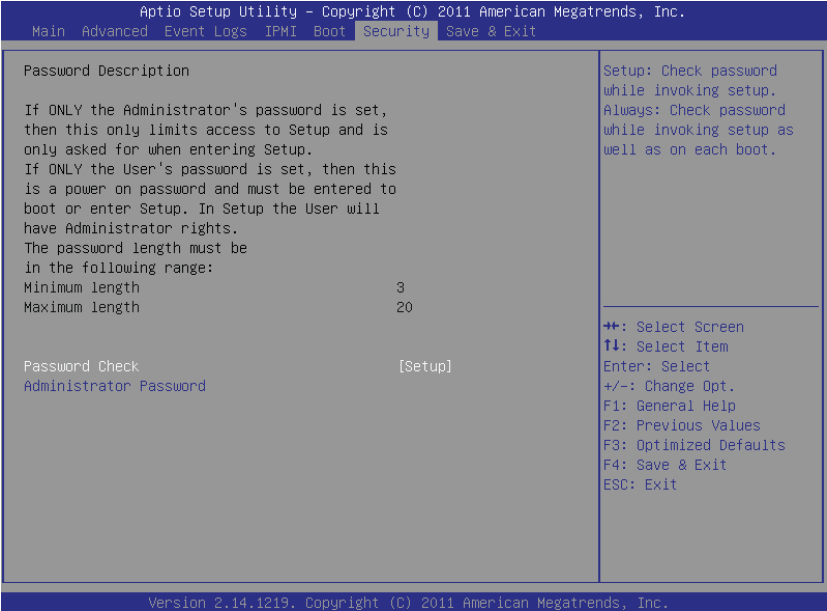 Aptio Setup Utility – Copyright (C) 2011 American Megatrends, Inc.
Main Advanced Event Logs IPMI Boot Security Save & Exit
Password Description
If ONLY the Administrator's password is set,
then this only limits access to Setup and is
only asked for when entering Setup.
If ONLY the User's password is set, then this
is a power on password and must be entered to
boot or enter Setup. In Setup the User will
have Administrator rights.
The password length must be
in the following range:
Minimum length 3
Maximum length 20
Password Check [Setup]
Administrator Password
Setup: Check password
while invoking setup.
Always: Check password
while invoking setup as
well as on each boot.
→←: Select Screen
↑↓: Select Item
Enter: Select
+/-: Change Opt.
F1: General Help
F2: Previous Values
F3: Optimized Defaults
F4: Save & Exit
ESC: Exit
Version 2.14.1219. Copyright (C) 2011 American Megatrends, Inc.